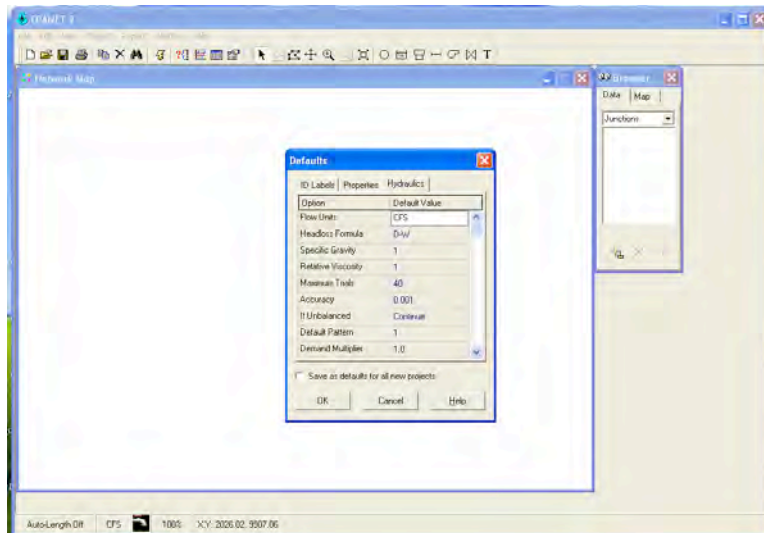 EPANET 2
Network Map
Browser
Data
Map
Junctions
Defaults
ID Labels
Properties
Hydraulics
Option
Default Value
Flow Units
CFS
Headloss Formula
D-W
Specific Gravity
1
Relative Viscosity
1
Maximum Trials
40
Accuracy
0.001
If Unbalanced
Continue
Default Pattern
1
Demand Multiplier
1.0
Save as defaults for all new projects
OK
Cancel
Help
Auto-Length Off
CFS
100%
X,Y: 2026.02, 9907.06